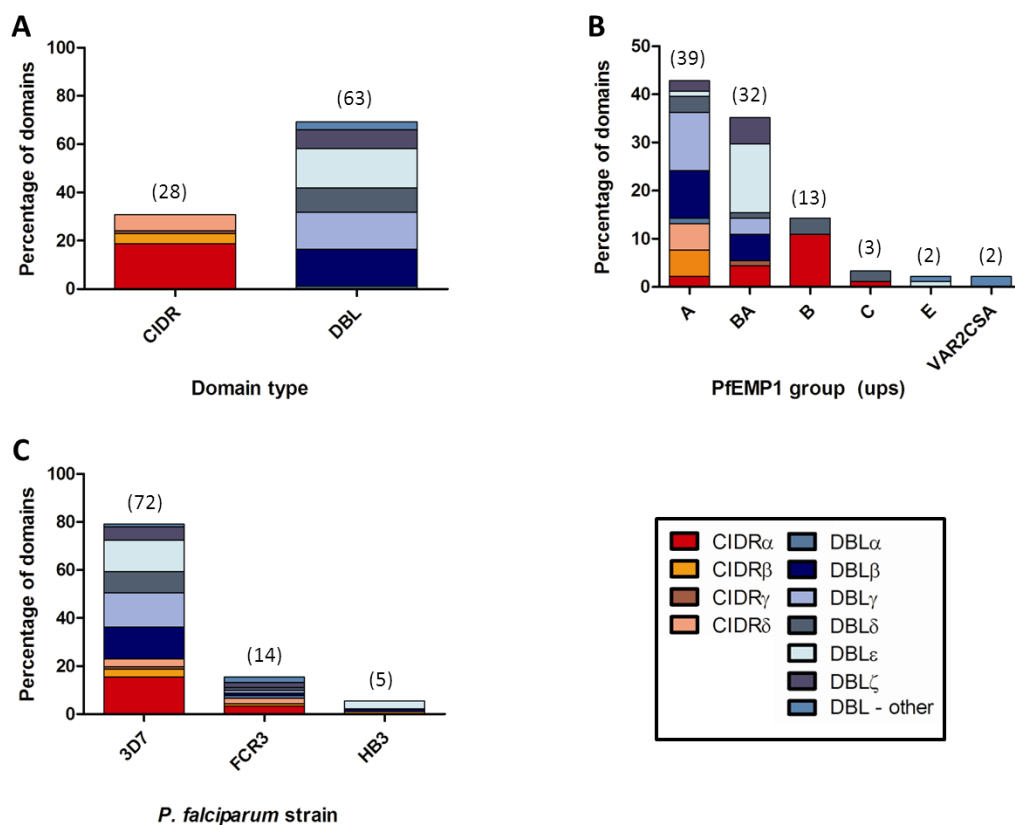 A
Percentage of domains
100
80
60
40
20
0
(28)
(63)
CIDR
DBL
Domain type
B
Percentage of domains
50
40
30
20
10
0
(39)
(32)
(13)
(3)
(2)
(2)
A
BA
B
C
E
VAR2CSA
PfEMP1 group (ups)
C
Percentage of domains
100
80
60
40
20
0
(72)
(14)
(5)
3D7
FCR3
HB3
P. falciparum strain
CIDRα
CIDRβ
CIDRγ
CIDRδ
DBLα
DBLβ
DBLγ
DBLδ
DBLε
DBLζ
DBL - other